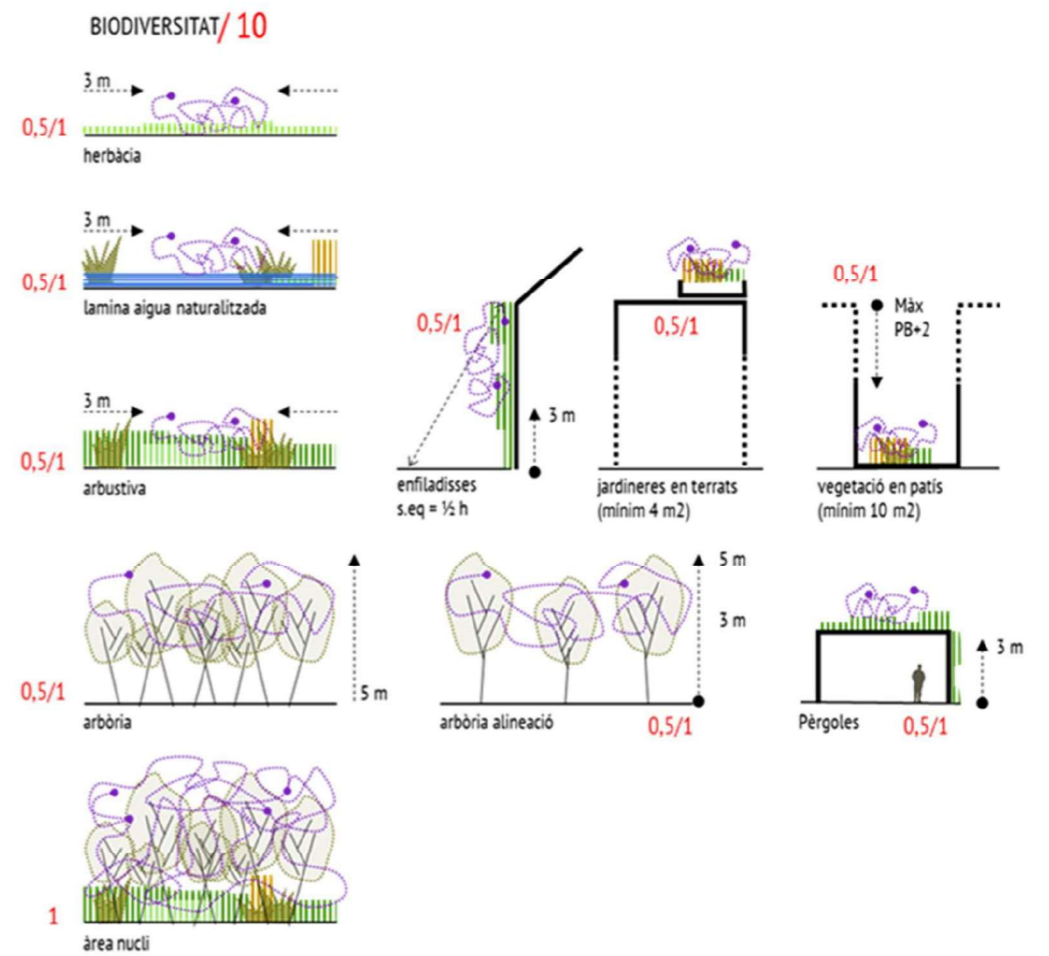 BIODIVERSITAT/ 10
3 m
0,5/1
herbàcia
3 m
0,5/1
lamina aigua naturalitzada
3 m
0,5/1
arbustiva
0,5/1
3 m
enfiladisses
s.eq = ½ h
0,5/1
jardineres en terrats
(mínim 4 m2)
0,5/1
Màx
PB+2
vegetació en patís
(mínim 10 m2)
5 m
0,5/1
arbòria
5 m
3 m
arbòria alineació
0,5/1
3 m
Pèrgoles
0,5/1
1
àrea nucli